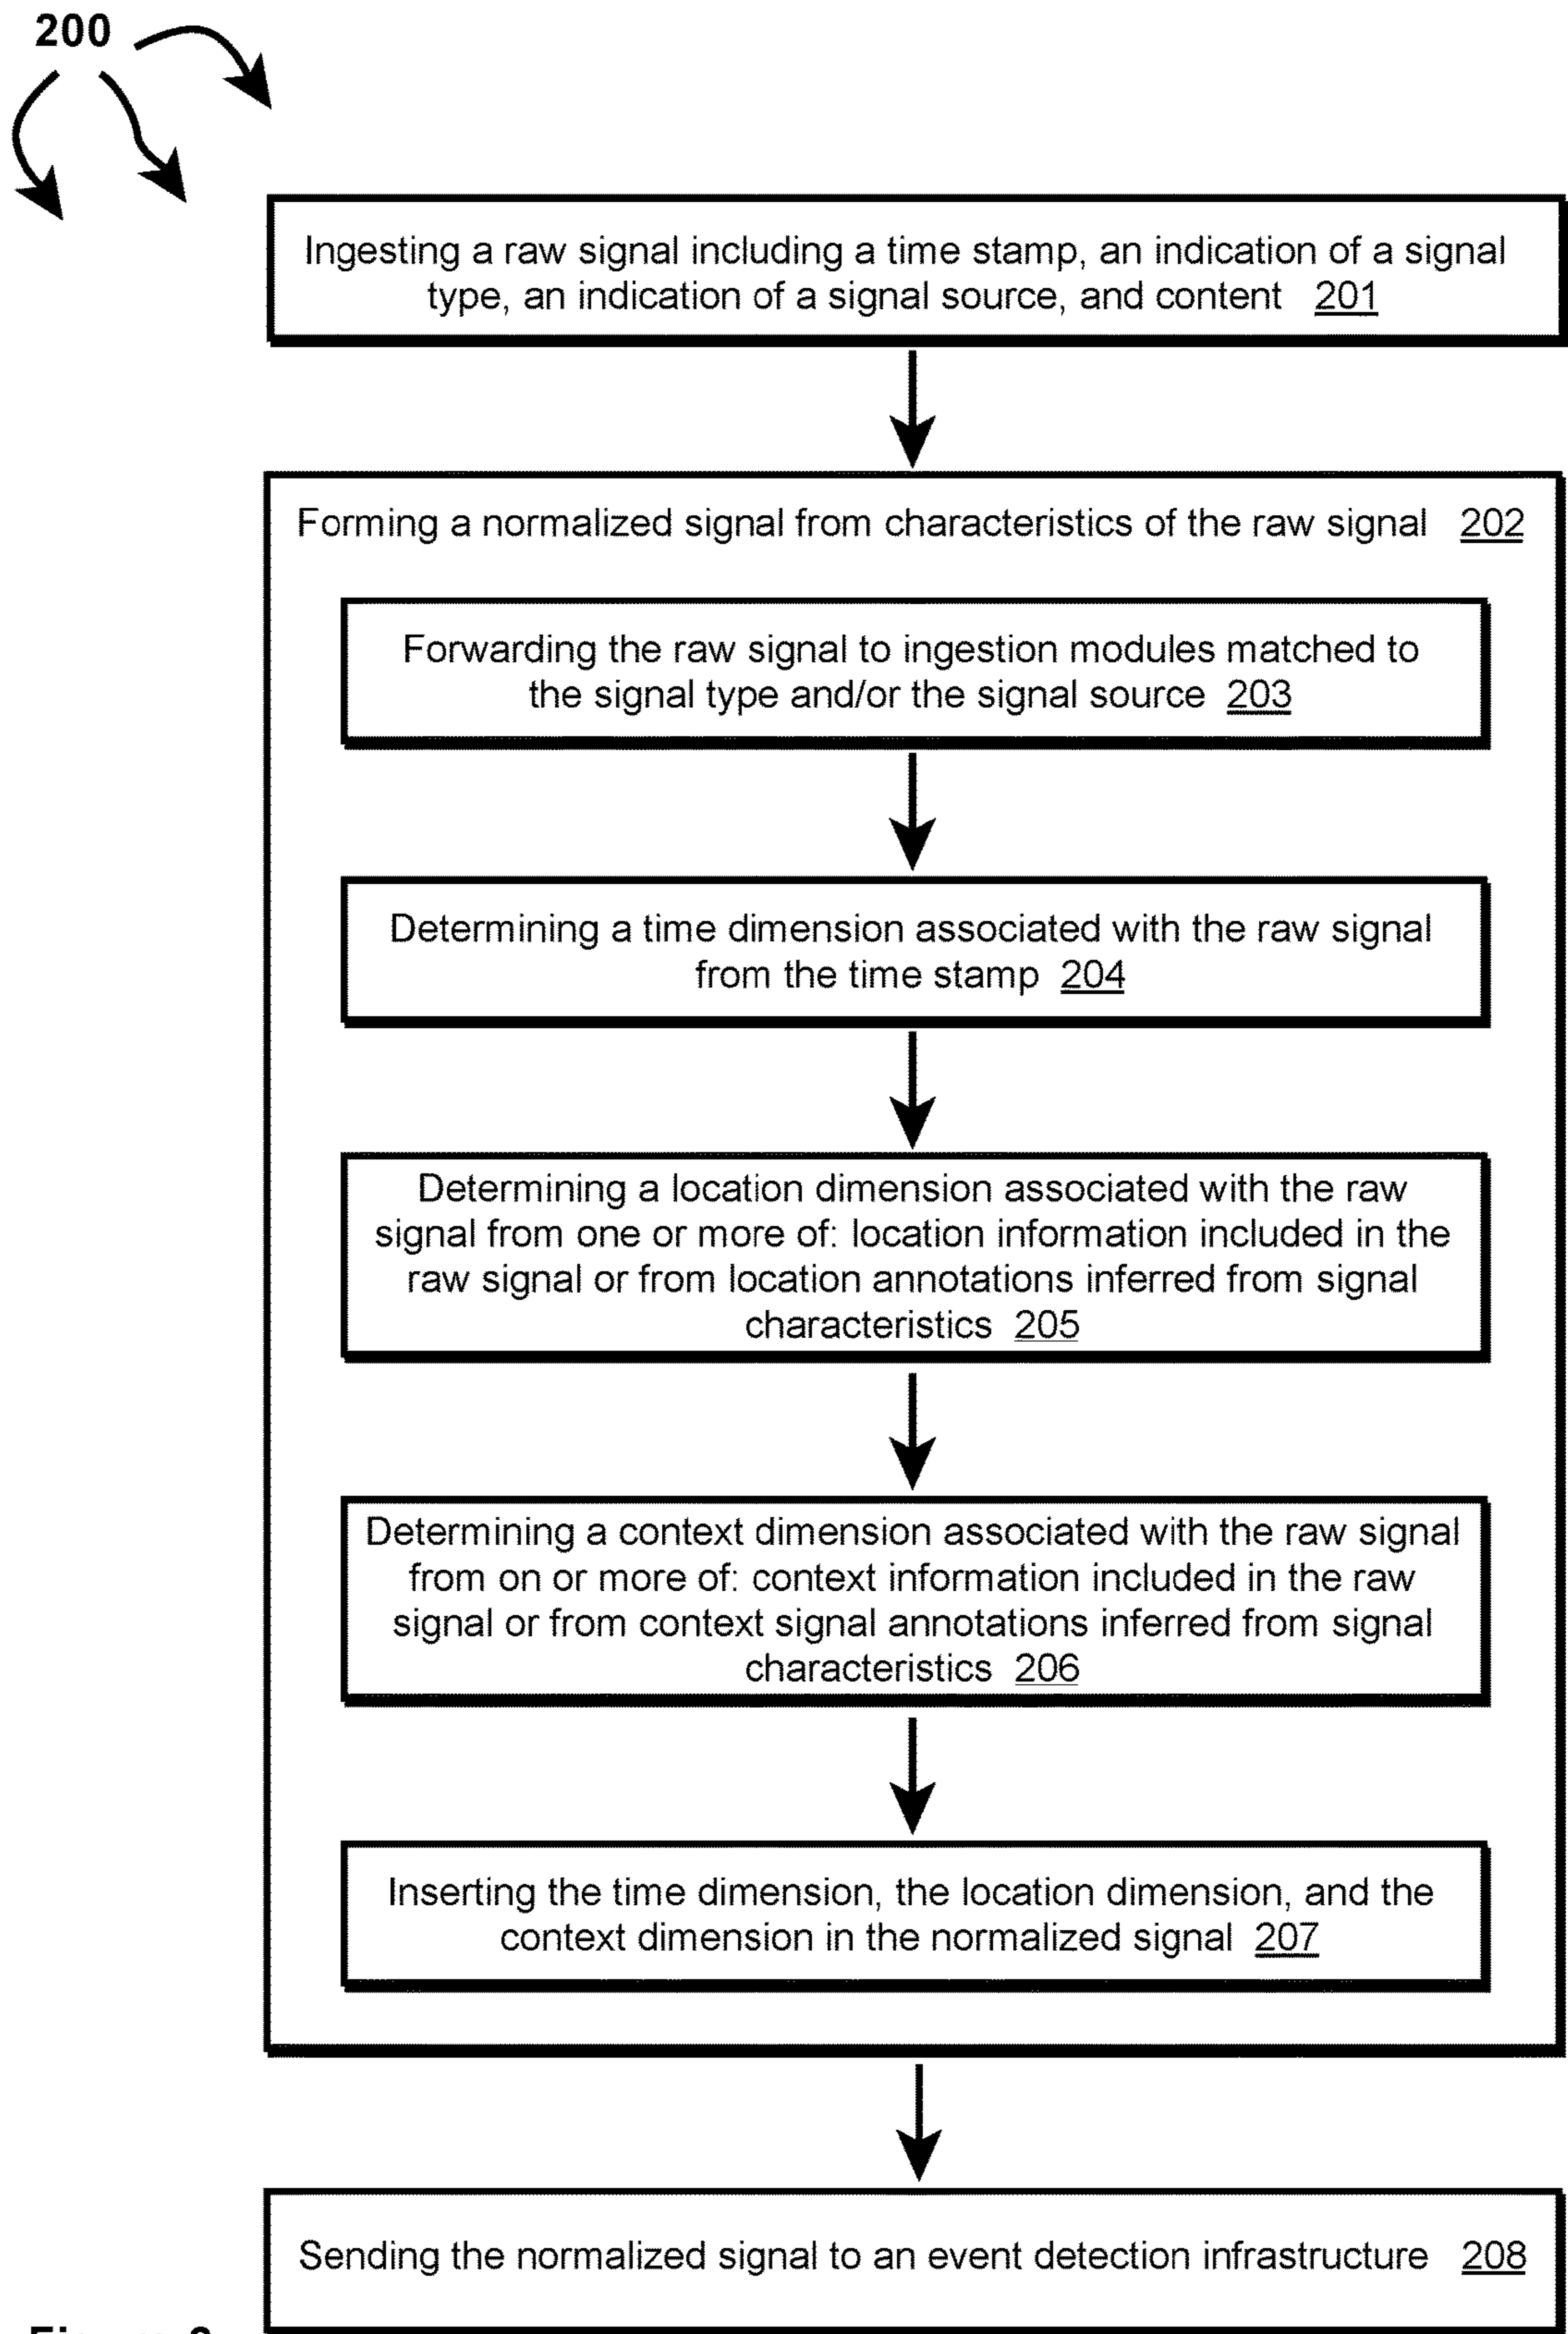 200
Ingesting a raw signal including a time stamp, an indication of a signal
type, an indication of a signal source, and content 201
Forming a normalized signal from characteristics of the raw signal 202
Forwarding the raw signal to ingestion modules matched to
the signal type and/or the signal source 203
Determining a time dimension associated with the raw signal
from the time stamp 204
Determining a location dimension associated with the raw
signal from one or more of: location information included in the
raw signal or from location annotations inferred from signal
characteristics 205
Determining a context dimension associated with the raw signal
from on or more of: context information included in the raw
signal or from context signal annotations inferred from signal
characteristics 206
Inserting the time dimension, the location dimension, and the
context dimension in the normalized signal 207
Sending the normalized signal to an event detection infrastructure 208